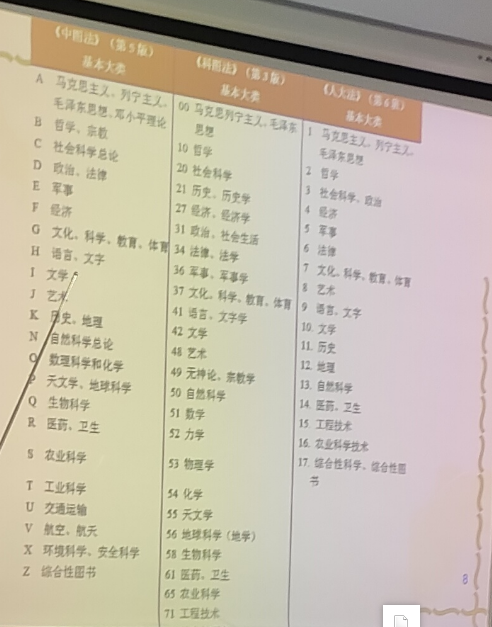 《中图法》（第5版）
基本大类
A 马克思主义、列宁主义、
毛泽东思想、邓小平理论
B 哲学、宗教
C 社会科学总论
D 政治、法律
E 军事
F 经济
G 文化、科学、教育、体育
H 语言、文字
I 文学
J 艺术
K 历史、地理
N 自然科学总论
O 数理科学和化学
P 天文学、地球科学
Q 生物科学
R 医药、卫生
S 农业科学
T 工业科学
U 交通运输
V 航空、航天
X 环境科学、安全科学
Z 综合性图书
《科图法》（第3版）
基本大类
00 马克思列宁主义、毛泽东
思想
10 哲学
20 社会科学
21 历史、历史学
27 经济、经济学
31 政治、社会生活
34 法律、法学
36 军事、军事学
37 文化、科学、教育、体育
41 语言、文字学
42 文学
48 艺术
49 无神论、宗教学
50 自然科学
51 数学
52 力学
53 物理学
54 化学
55 天文学
56 地球科学（地学）
58 生物科学
61 医药、卫生
65 农业科学
71 工程技术
《人大法》（第6版）
基本大类
1 马克思主义、列宁主义、
毛泽东思想
2 哲学
3 社会科学、政治
4 经济
5 军事
6 法律
7 文化、科学、教育、体育
8 艺术
9 语言、文字
10. 文学
11. 历史
12. 地理
13. 自然科学
14. 医药、卫生
15. 工程技术
16. 农业科学技术
17. 综合性科学、综合性图
书
8